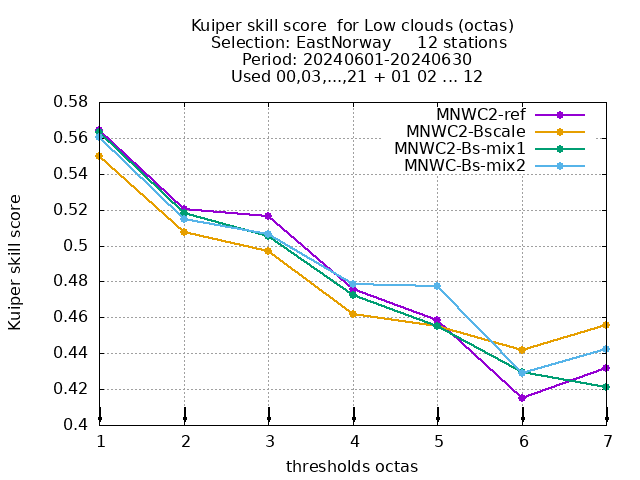 Kuiper skill score  for Low clouds (octas)
Selection: EastNorway     12 stations
Period: 20240601-20240630
Used 00,03,...,21 + 01 02 ... 12
MNWC2-ref
MNWC2-Bscale
MNWC2-Bs-mix1
MNWC-Bs-mix2
Kuiper skill score
0.58
0.56
0.54
0.52
0.5
0.48
0.46
0.44
0.42
0.4
1 2 3 4 5 6 7
thresholds octas